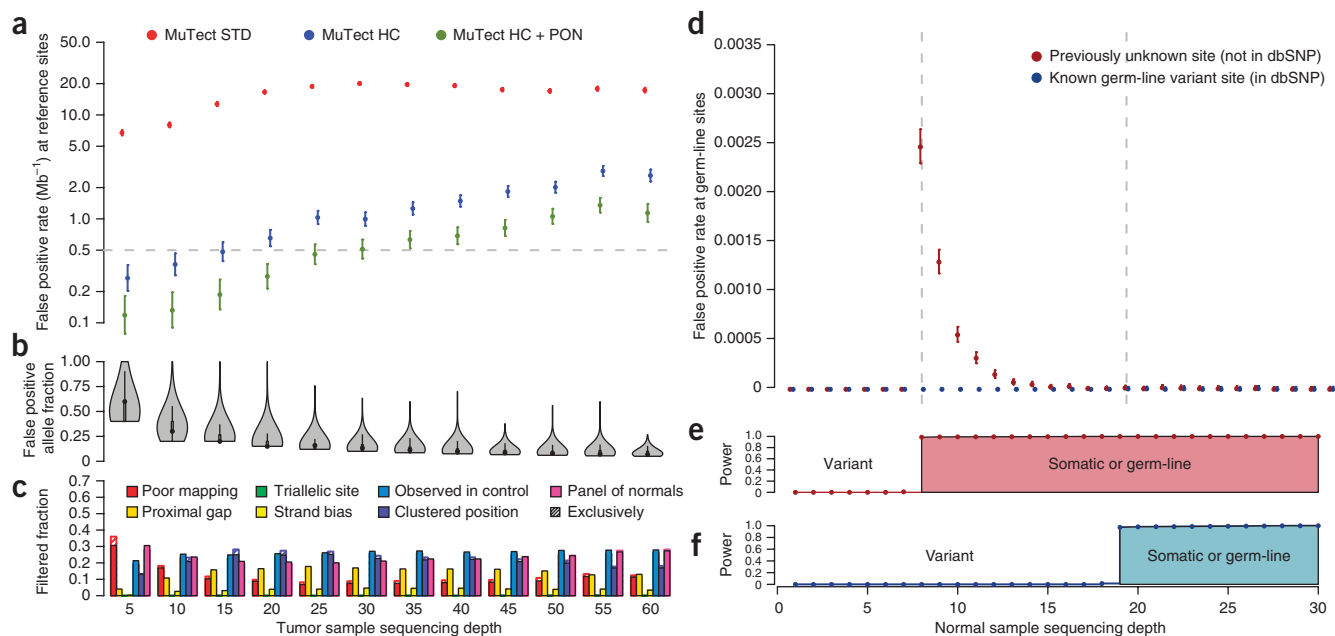 a
MuTect STD
MuTect HC
MuTect HC + PON
False positive rate (Mb⁻¹) at reference sites
50.0
20.0
10.0
5.0
2.0
1.0
0.5
0.2
0.1
b
False positive
allele fraction
1.00
0.75
0.50
0.25
0
c
Filtered fraction
0.7
0.6
0.5
0.4
0.3
0.2
0.1
0
Poor mapping
Triallelic site
Observed in control
Panel of normals
Proximal gap
Strand bias
Clustered position
Exclusively
5 10 15 20 25 30 35 40 45 50 55 60
Tumor sample sequencing depth
d
False positive rate at germ-line sites
0.0035
0.0030
0.0025
0.0020
0.0015
0.0010
0.0005
0
Previously unknown site (not in dbSNP)
Known germ-line variant site (in dbSNP)
e
Power
1.0
0.8
0.6
0.4
0.2
0
Variant
Somatic or germ-line
f
Power
1.0
0.8
0.6
0.4
0.2
0
Variant
Somatic or germ-line
0 5 10 15 20 25 30
Normal sample sequencing depth